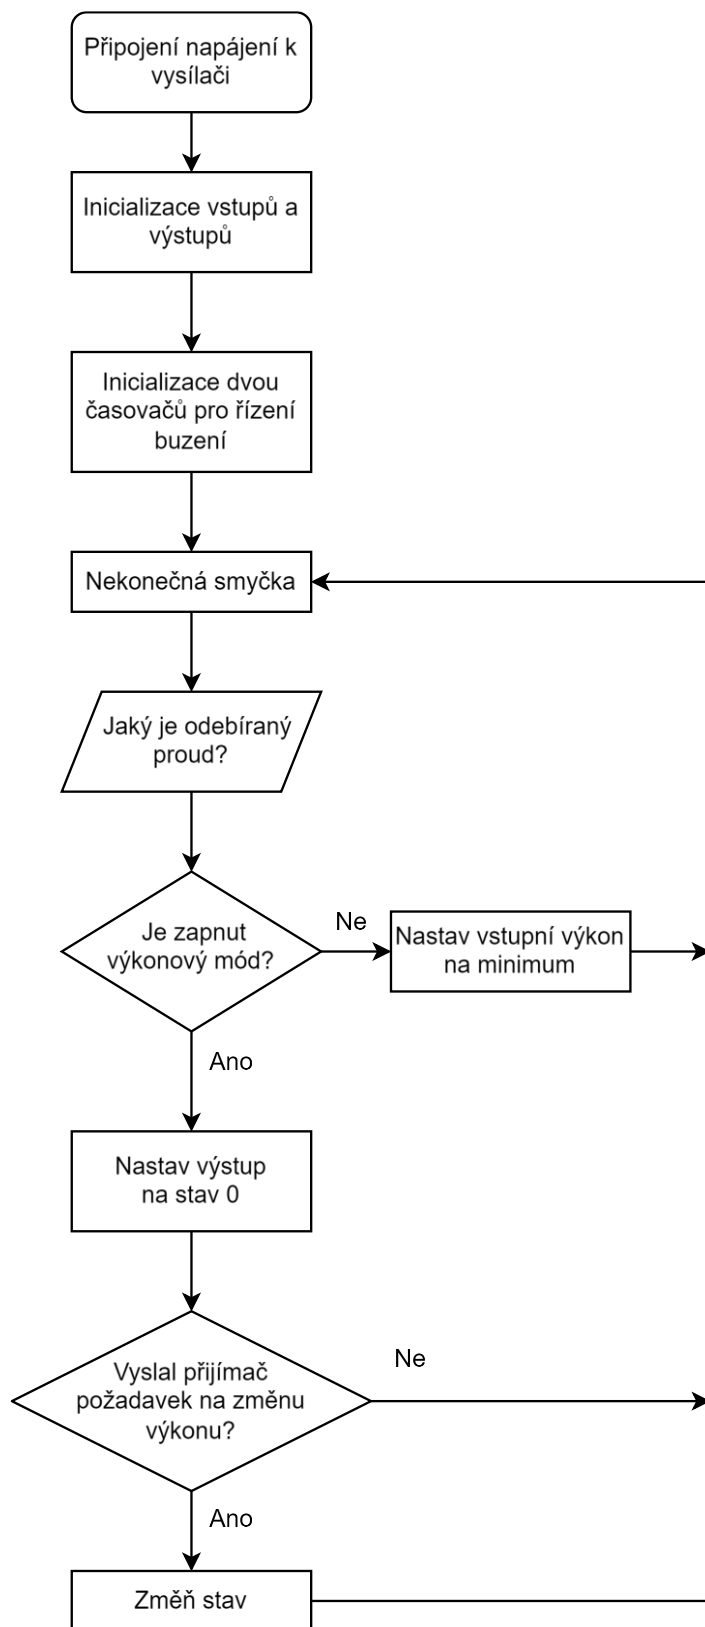 Připojení napájení k
vysílači
Inicializace vstupů a
výstupů
Inicializace dvou
časovačů pro řízení
buzení
Nekonečná smyčka
Jaký je odebíraný
proud?
Je zapnut
výkonový mód?
Ne
Nastav vstupní výkon
na minimum
Ano
Nastav výstup
na stav 0
Vyslal přijímač
požadavek na změnu
výkonu?
Ne
Ano
Změň stav